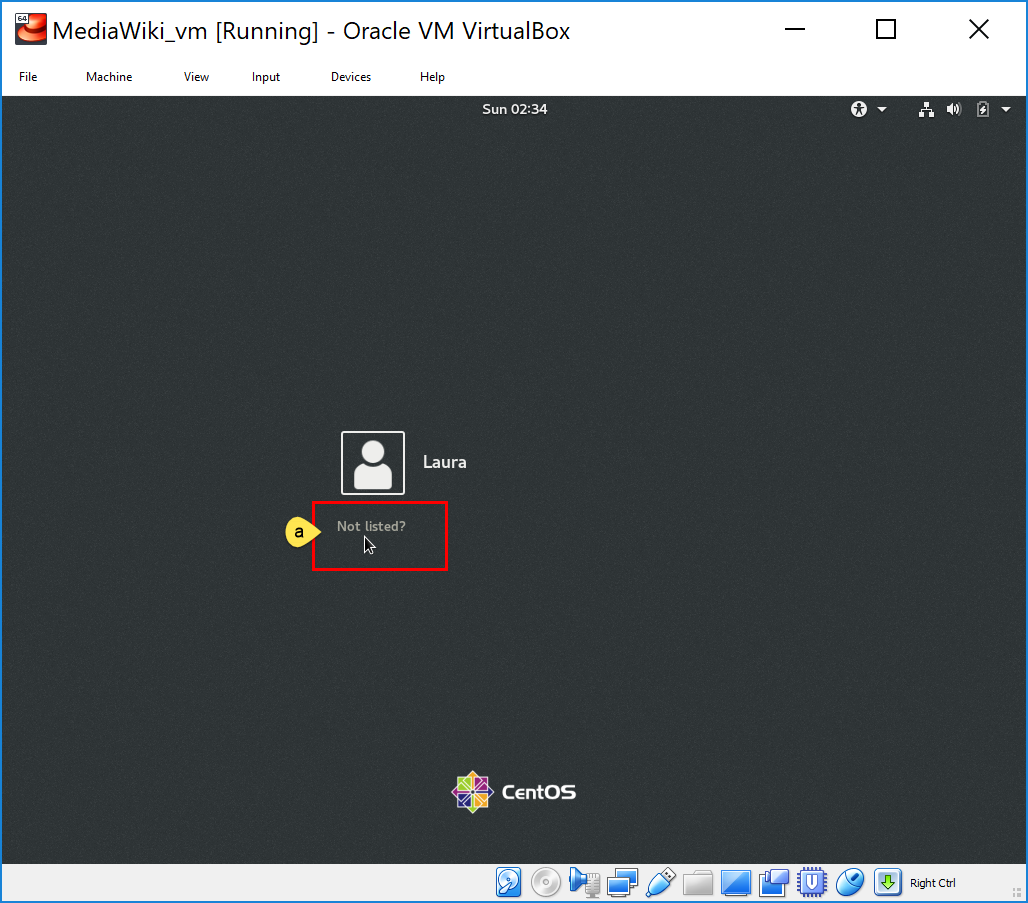 64
MediaWiki_vm [Running] - Oracle VM VirtualBox
File Machine View Input Devices Help
Sun 02:34
Laura
Not listed?
a
CentOS
Right Ctrl